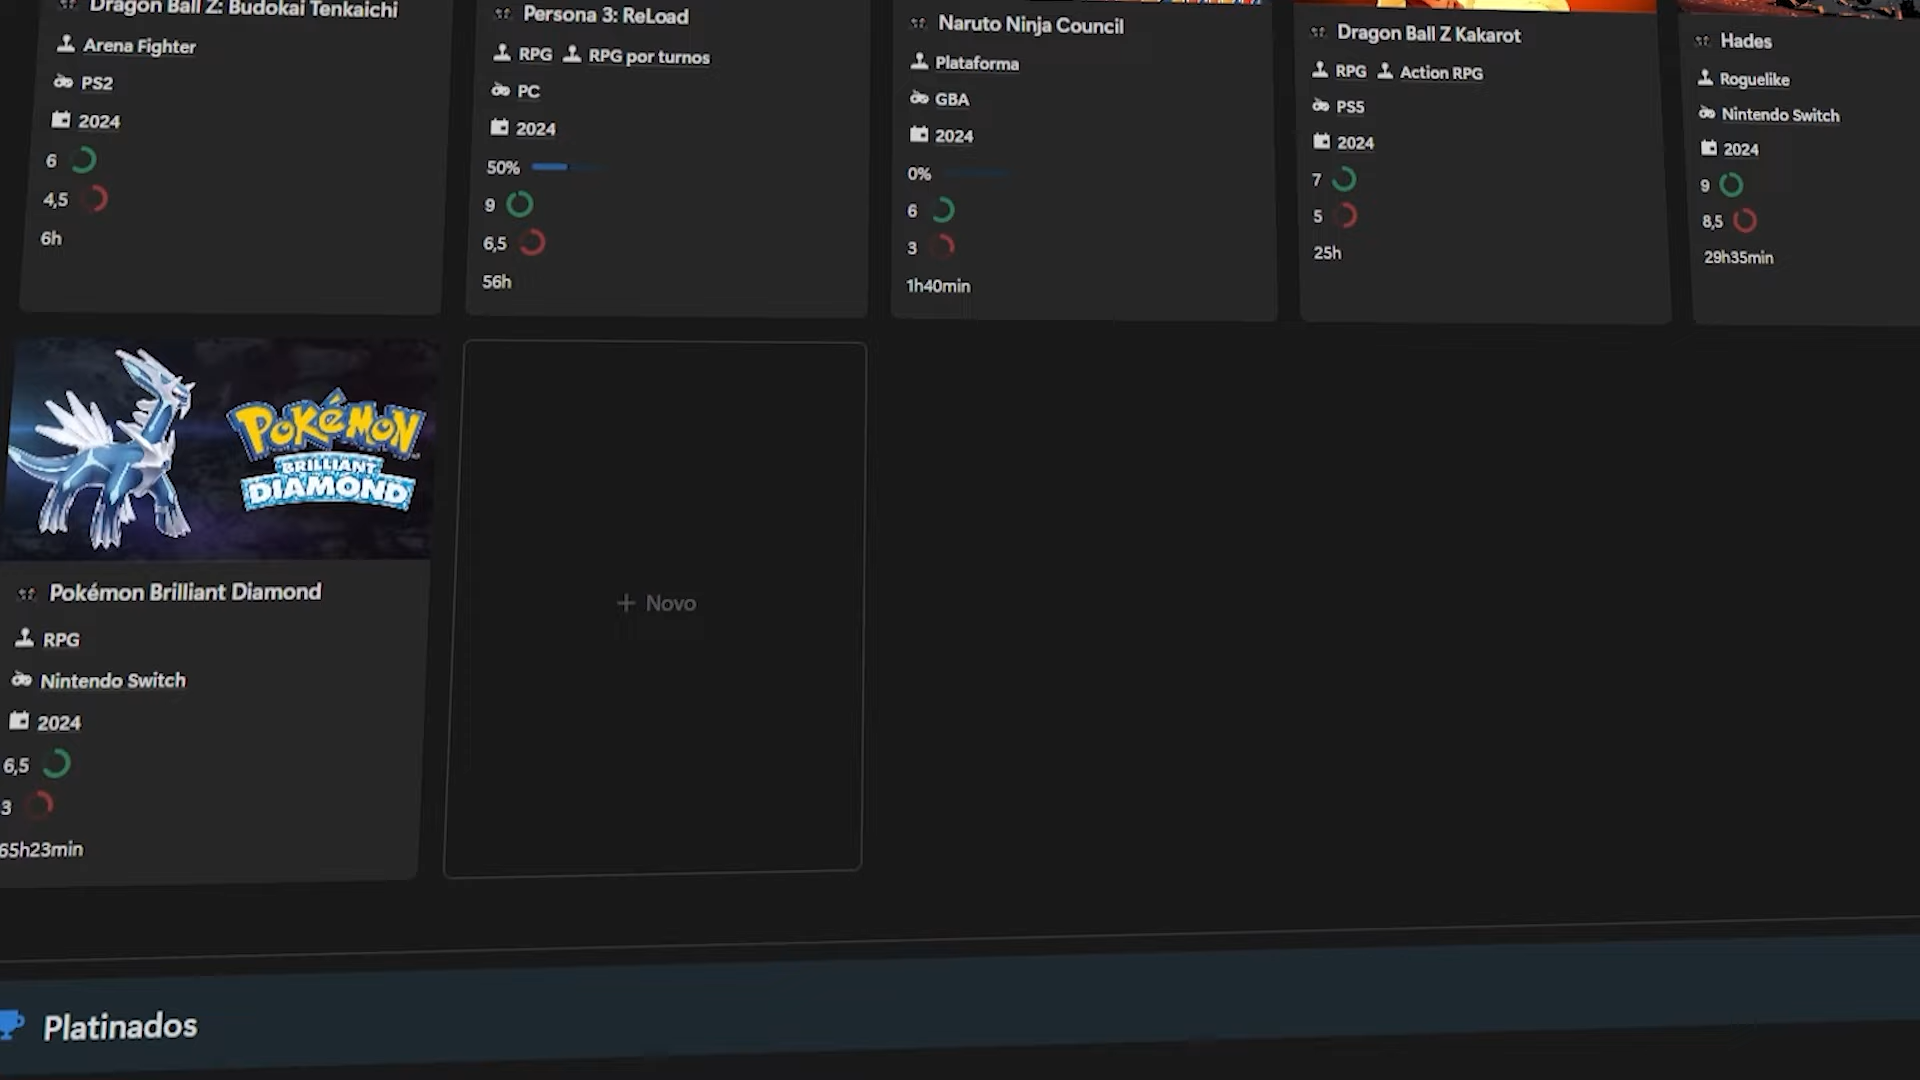 Dragon Ball Z: Budokai Tenkaichi
Arena Fighter
PS2
2024
6
4,5
6h
Persona 3: ReLoad
RPG RPG por turnos
PC
2024
50%
9
6,5
56h
Naruto Ninja Council
Plataforma
GBA
2024
0%
6
3
1h40min
Dragon Ball Z Kakarot
RPG Action RPG
PS5
2024
7
5
25h
Hades
Roguelike
Nintendo Switch
2024
9
8,5
29h35min
POKÉMON
BRILLIANT
DIAMOND
Pokémon Brilliant Diamond
RPG
Nintendo Switch
2024
6,5
3
65h23min
+ Novo
Platinados